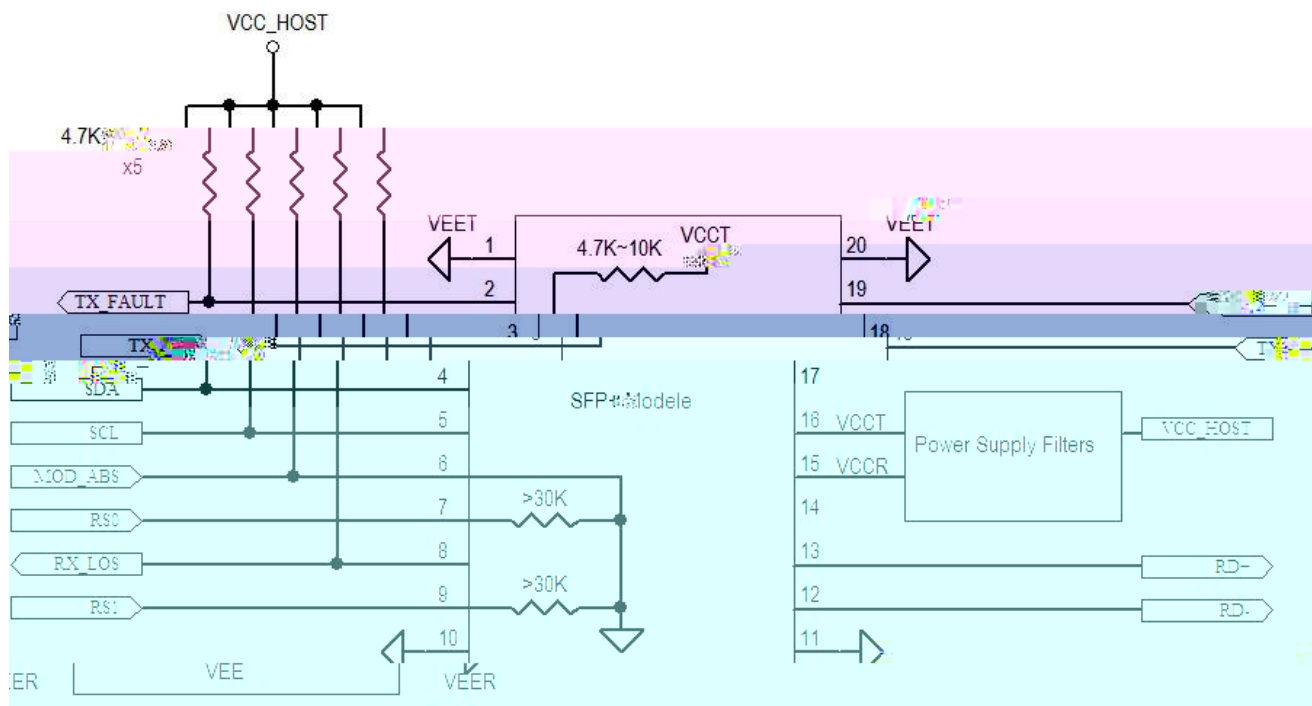 VCC_HOST
4.7K
x5
VEET
1
4.7K~10K
VCCT
20
VEET
TX_FAULT
2
19
3
18
TX
4
17
SDA
SFP+ Modele
SCL
5
16
VCCT
Power Supply Filters
VCC_HOST
MOD_ABS
6
15
VCCR
RS0
7
>30K
14
RX_LOS
8
13
RD+
RS1
9
>30K
12
RD-
10
11
VEE
VEER